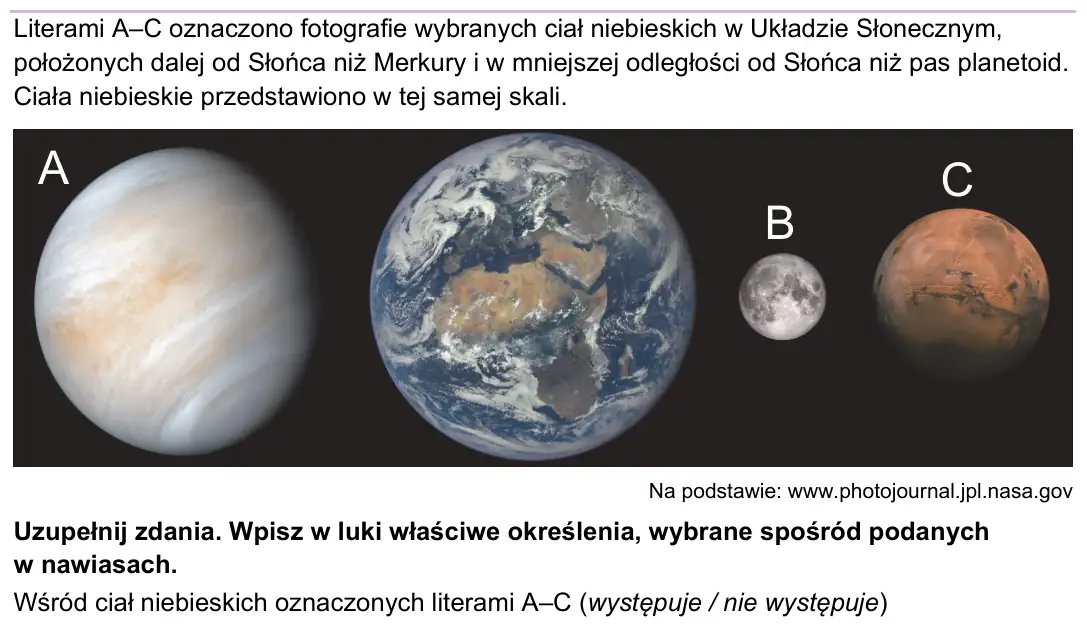 Literami A–C oznaczono fotografie wybranych ciał niebieskich w Układzie Słonecznym,
położonych dalej od Słońca niż Merkury i w mniejszej odległości od Słońca niż pas planetoid.
Ciała niebieskie przedstawiono w tej samej skali.
A
B
C
Na podstawie: www.photojournal.jpl.nasa.gov
Uzupełnij zdania. Wpisz w luki właściwe określenia, wybrane spośród podanych
w nawiasach.
Wśród ciał niebieskich oznaczonych literami A–C (występuje / nie występuje)